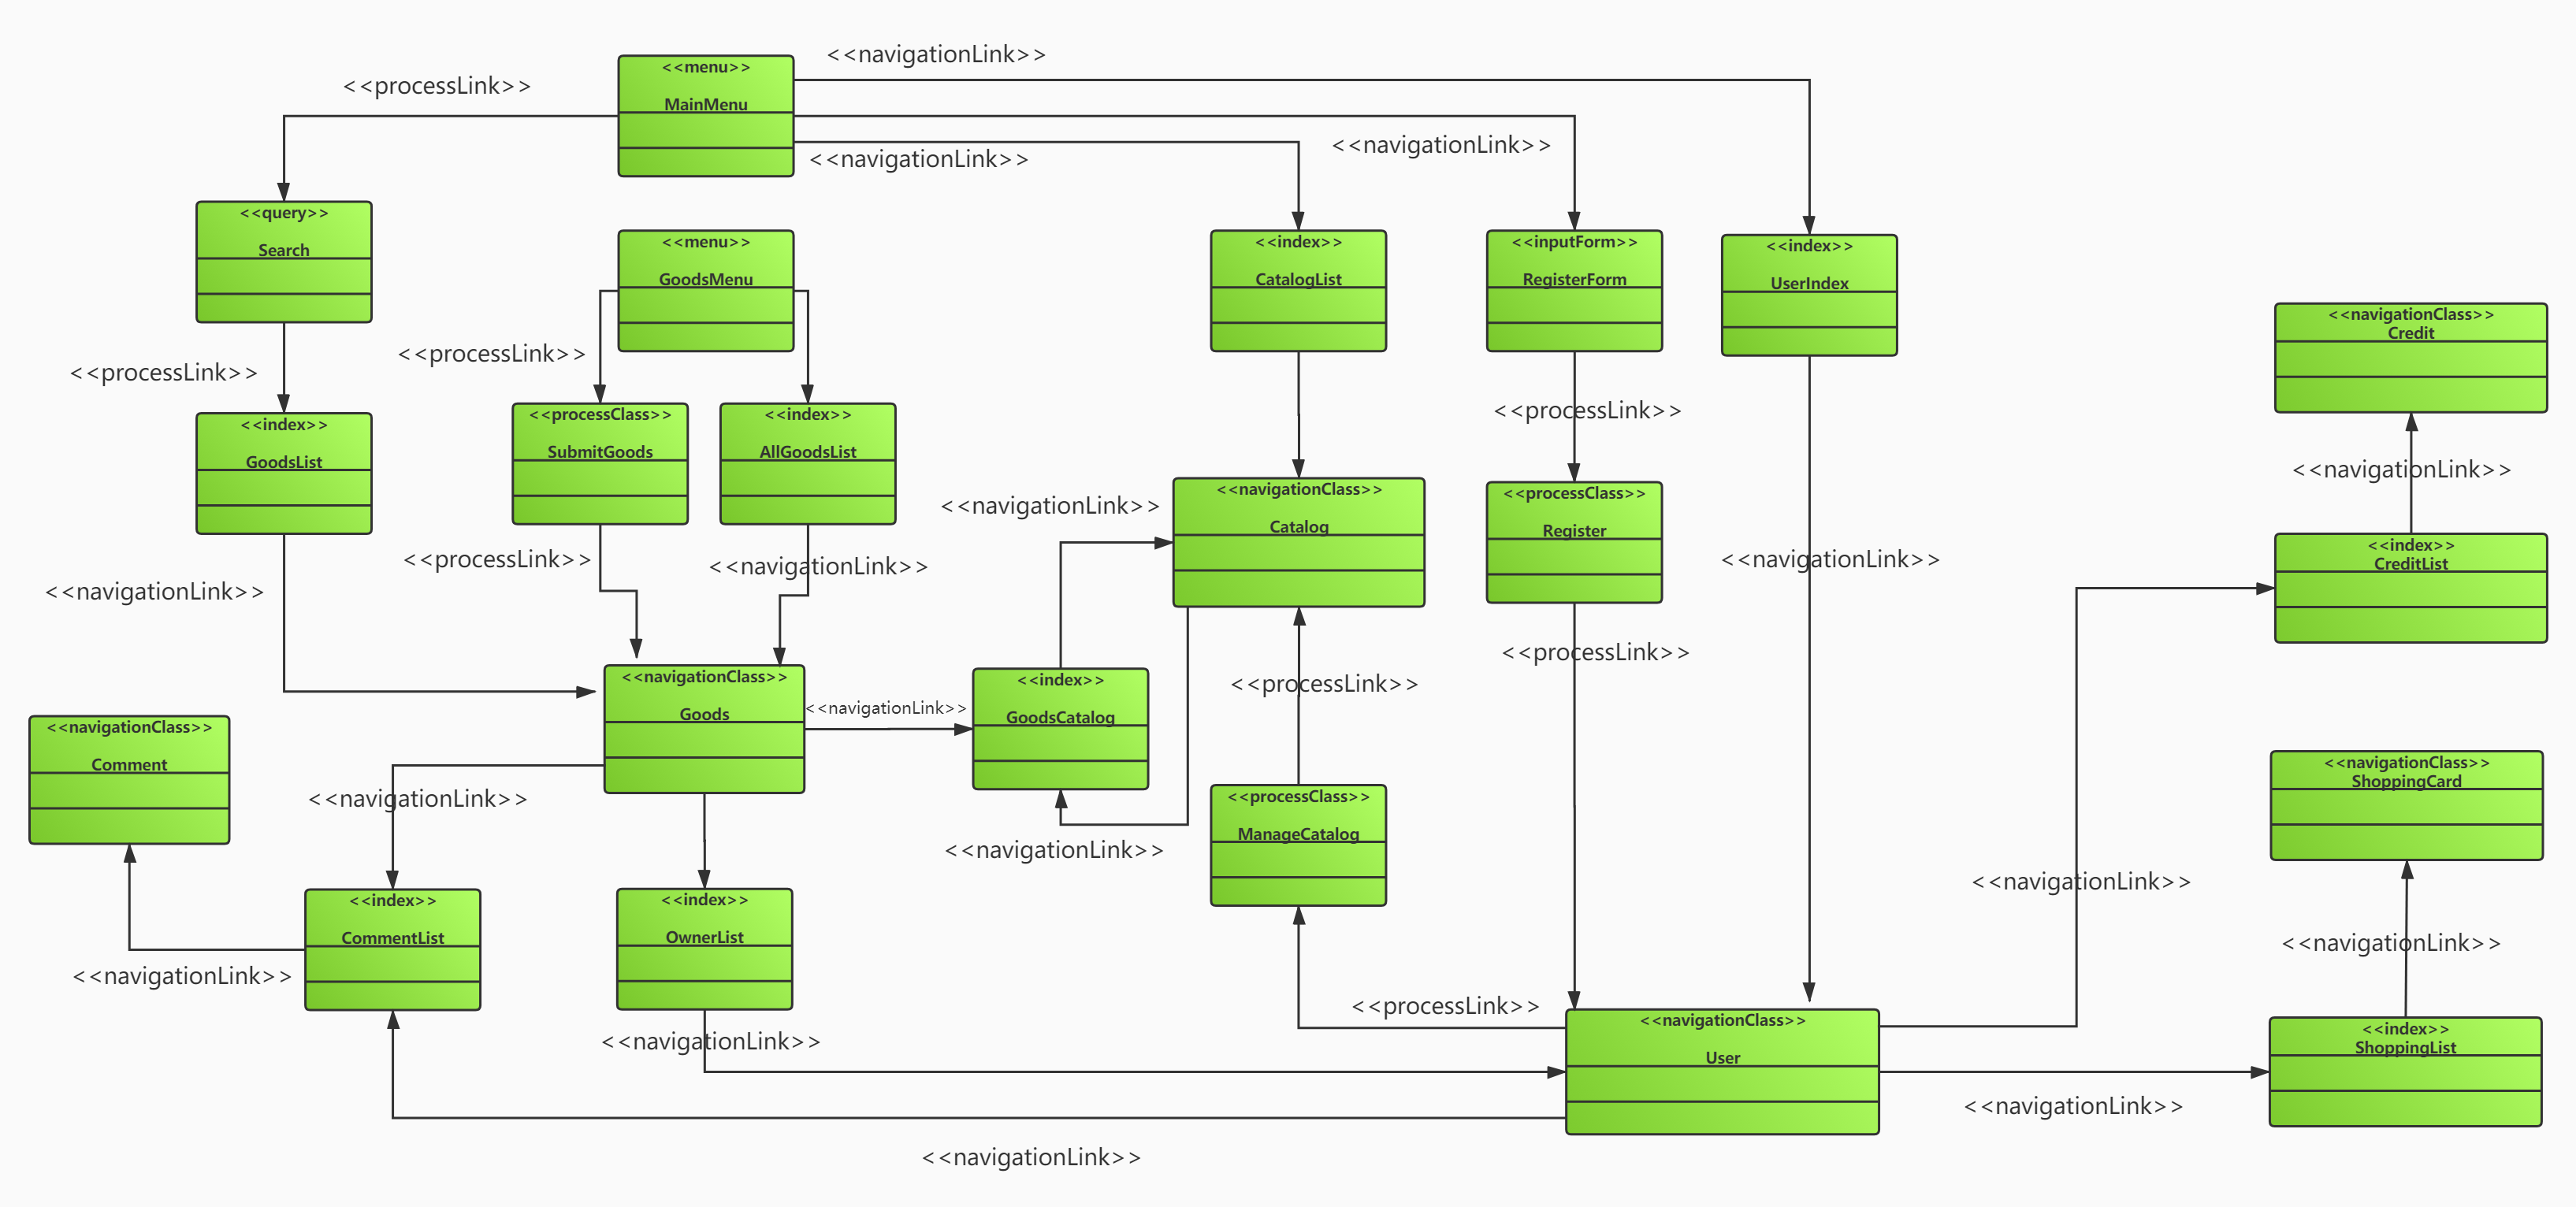 <<navigationLink>>
<<menu>>
MainMenu
<<processLink>>
<<navigationLink>>
<<navigationLink>>
<<query>>
Search
<<menu>>
GoodsMenu
<<index>>
CatalogList
<<inputForm>>
RegisterForm
<<index>>
UserIndex
<<navigationClass>>
Credit
<<processLink>>
<<processLink>>
<<index>>
GoodsList
<<processClass>>
SubmitGoods
<<index>>
AllGoodsList
<<processLink>>
<<navigationLink>>
<<navigationLink>>
<<navigationClass>>
Catalog
<<processClass>>
Register
<<index>>
CreditList
<<processLink>>
<<navigationLink>>
<<navigationLink>>
<<navigationLink>>
<<processLink>>
<<navigationClass>>
Goods
<<navigationLink>>
<<index>>
GoodsCatalog
<<processLink>>
<<navigationClass>>
Comment
<<navigationLink>>
<<navigationLink>>
<<processClass>>
ManageCatalog
<<navigationClass>>
ShoppingCard
<<navigationLink>>
<<index>>
CommentList
<<index>>
OwnerList
<<navigationLink>>
<<navigationLink>>
<<processLink>>
<<navigationClass>>
User
<<index>>
ShoppingList
<<navigationLink>>
<<navigationLink>>
<<navigationLink>>